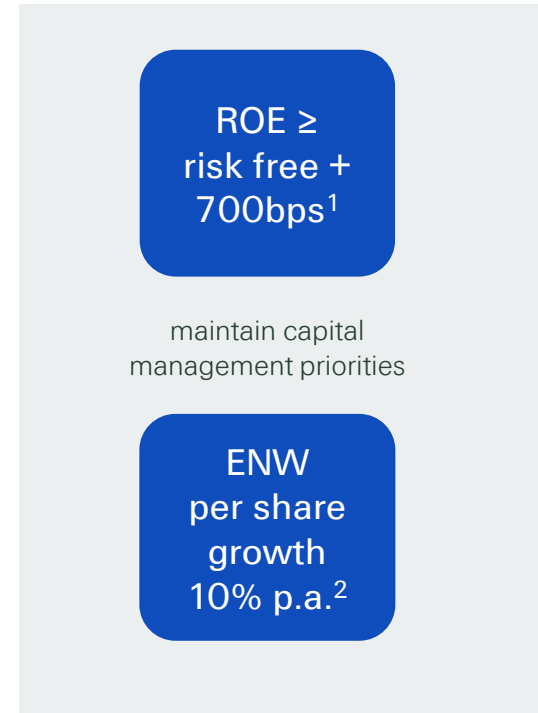 ROE ≥
risk free +
700bps¹
maintain capital
management priorities
ENW
per share
growth
10% p.a.²